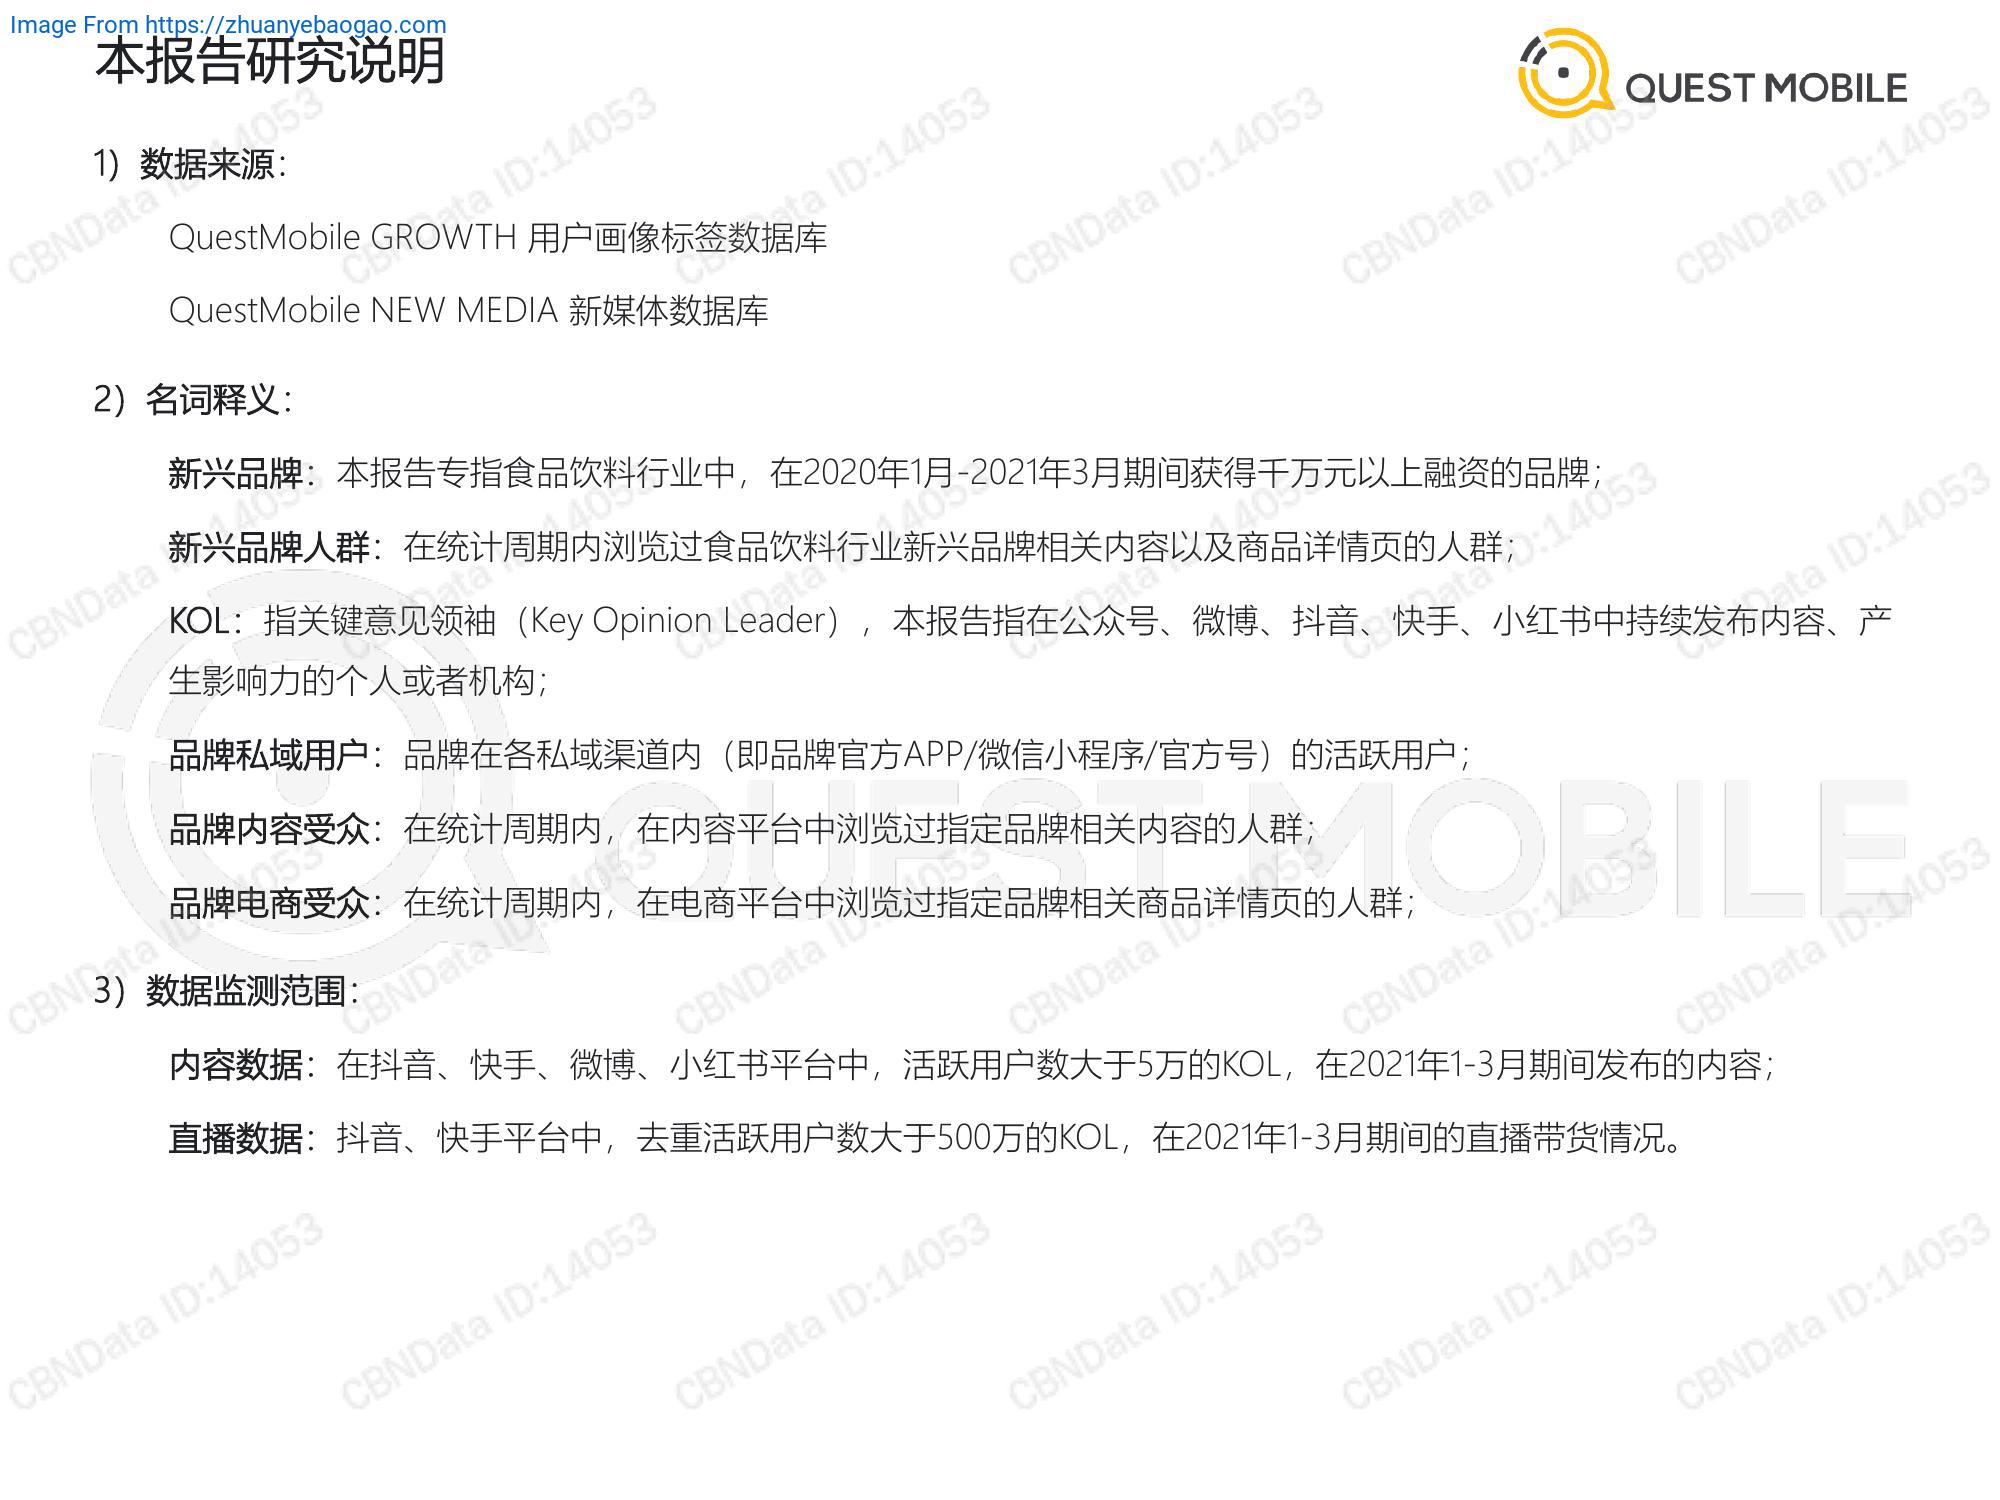 Image From https://zhuanyebaogao.com
本报告研究说明
QUEST MOBILE
1）数据来源：
QuestMobile GROWTH 用户画像标签数据库
QuestMobile NEW MEDIA 新媒体数据库
2）名词释义：
新兴品牌：本报告专指食品饮料行业中，在2020年1月-2021年3月期间获得千万元以上融资的品牌；
新兴品牌人群：在统计周期内浏览过食品饮料行业新兴品牌相关内容以及商品详情页的人群；
KOL：指关键意见领袖（Key Opinion Leader），本报告指在公众号、微博、抖音、快手、小红书中持续发布内容、产
生影响力的个人或者机构；
品牌私域用户：品牌在各私域渠道内（即品牌官方APP/微信小程序/官方号）的活跃用户；
品牌内容受众：在统计周期内，在内容平台中浏览过指定品牌相关内容的人群；
品牌电商受众：在统计周期内，在电商平台中浏览过指定品牌相关商品详情页的人群；
3）数据监测范围：
内容数据：在抖音、快手、微博、小红书平台中，活跃用户数大于5万的KOL，在2021年1-3月期间发布的内容；
直播数据：抖音、快手平台中，去重活跃用户数大于500万的KOL，在2021年1-3月期间的直播带货情况。
QUEST MOBILE
CBNData ID:14053